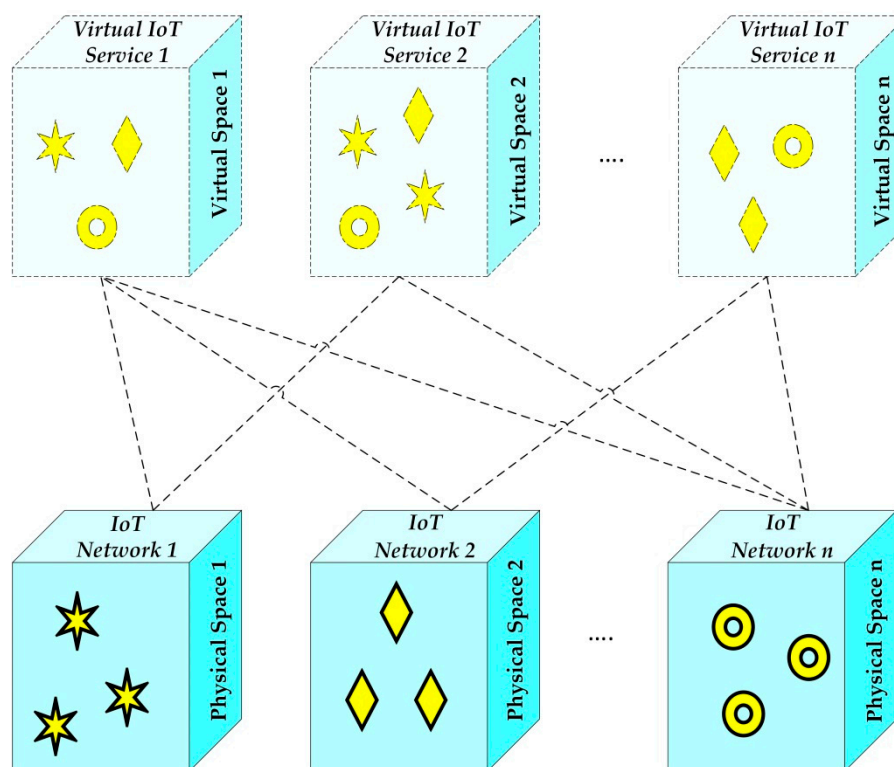 Virtual IoT
Service 1
Virtual Space 1
Virtual IoT
Service 2
Virtual Space 2
....
Virtual IoT
Service n
Virtual Space n
IoT
Network 1
Physical Space 1
IoT
Network 2
Physical Space 2
....
IoT
Network n
Physical Space n